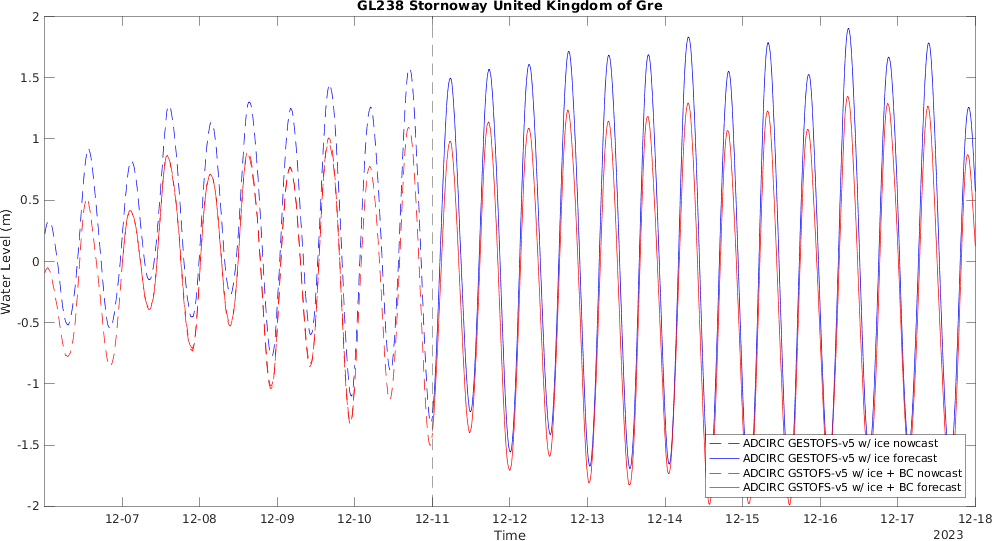 GL238 Stornoway United Kingdom of Gre
2
1.5
1
0.5
0
-0.5
-1
-1.5
-2
Water Level (m)
ADCIRC GESTOFS-v5 w/ ice nowcast
ADCIRC GESTOFS-v5 w/ ice forecast
ADCIRC GSTOFS-v5 w/ ice + BC nowcast
ADCIRC GSTOFS-v5 w/ ice + BC forecast
12-07 12-08 12-09 12-10 12-11 12-12 12-13 12-14 12-15 12-16 12-17 12-18
Time
2023